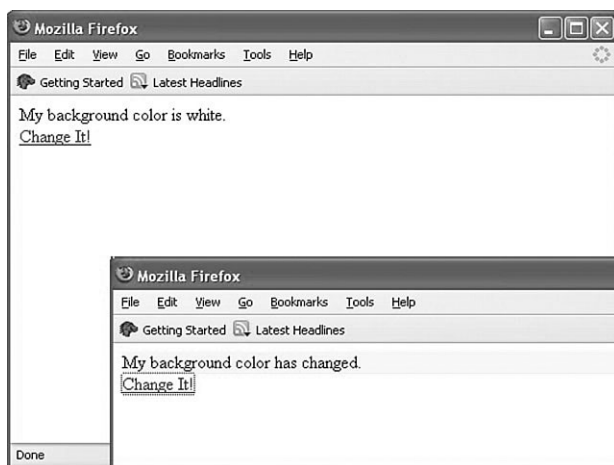 Mozilla Firefox
File Edit View Go Bookmarks Tools Help
Getting Started Latest Headlines
My background color is white.
Change It!
Mozilla Firefox
File Edit View Go Bookmarks Tools Help
Getting Started Latest Headlines
My background color has changed.
Change It!
Done